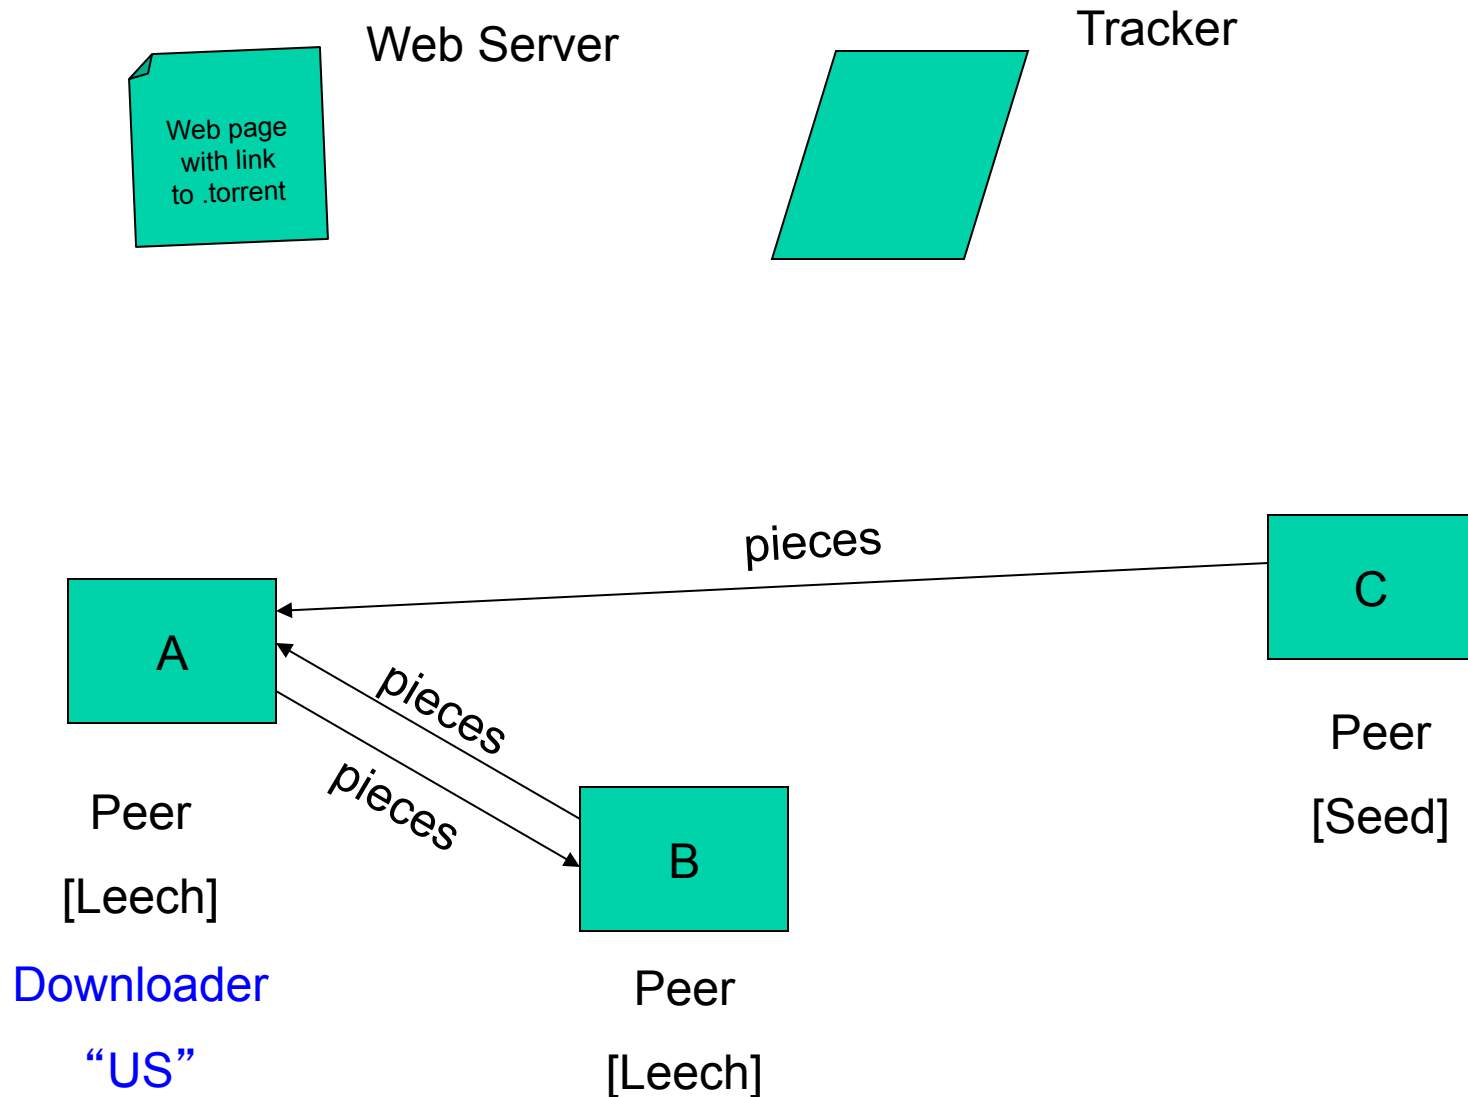 Web Server
Tracker
Web page
with link
to .torrent
pieces
C
A
pieces
pieces
Peer
[Seed]
Peer
[Leech]
B
Downloader
“US”
Peer
[Leech]